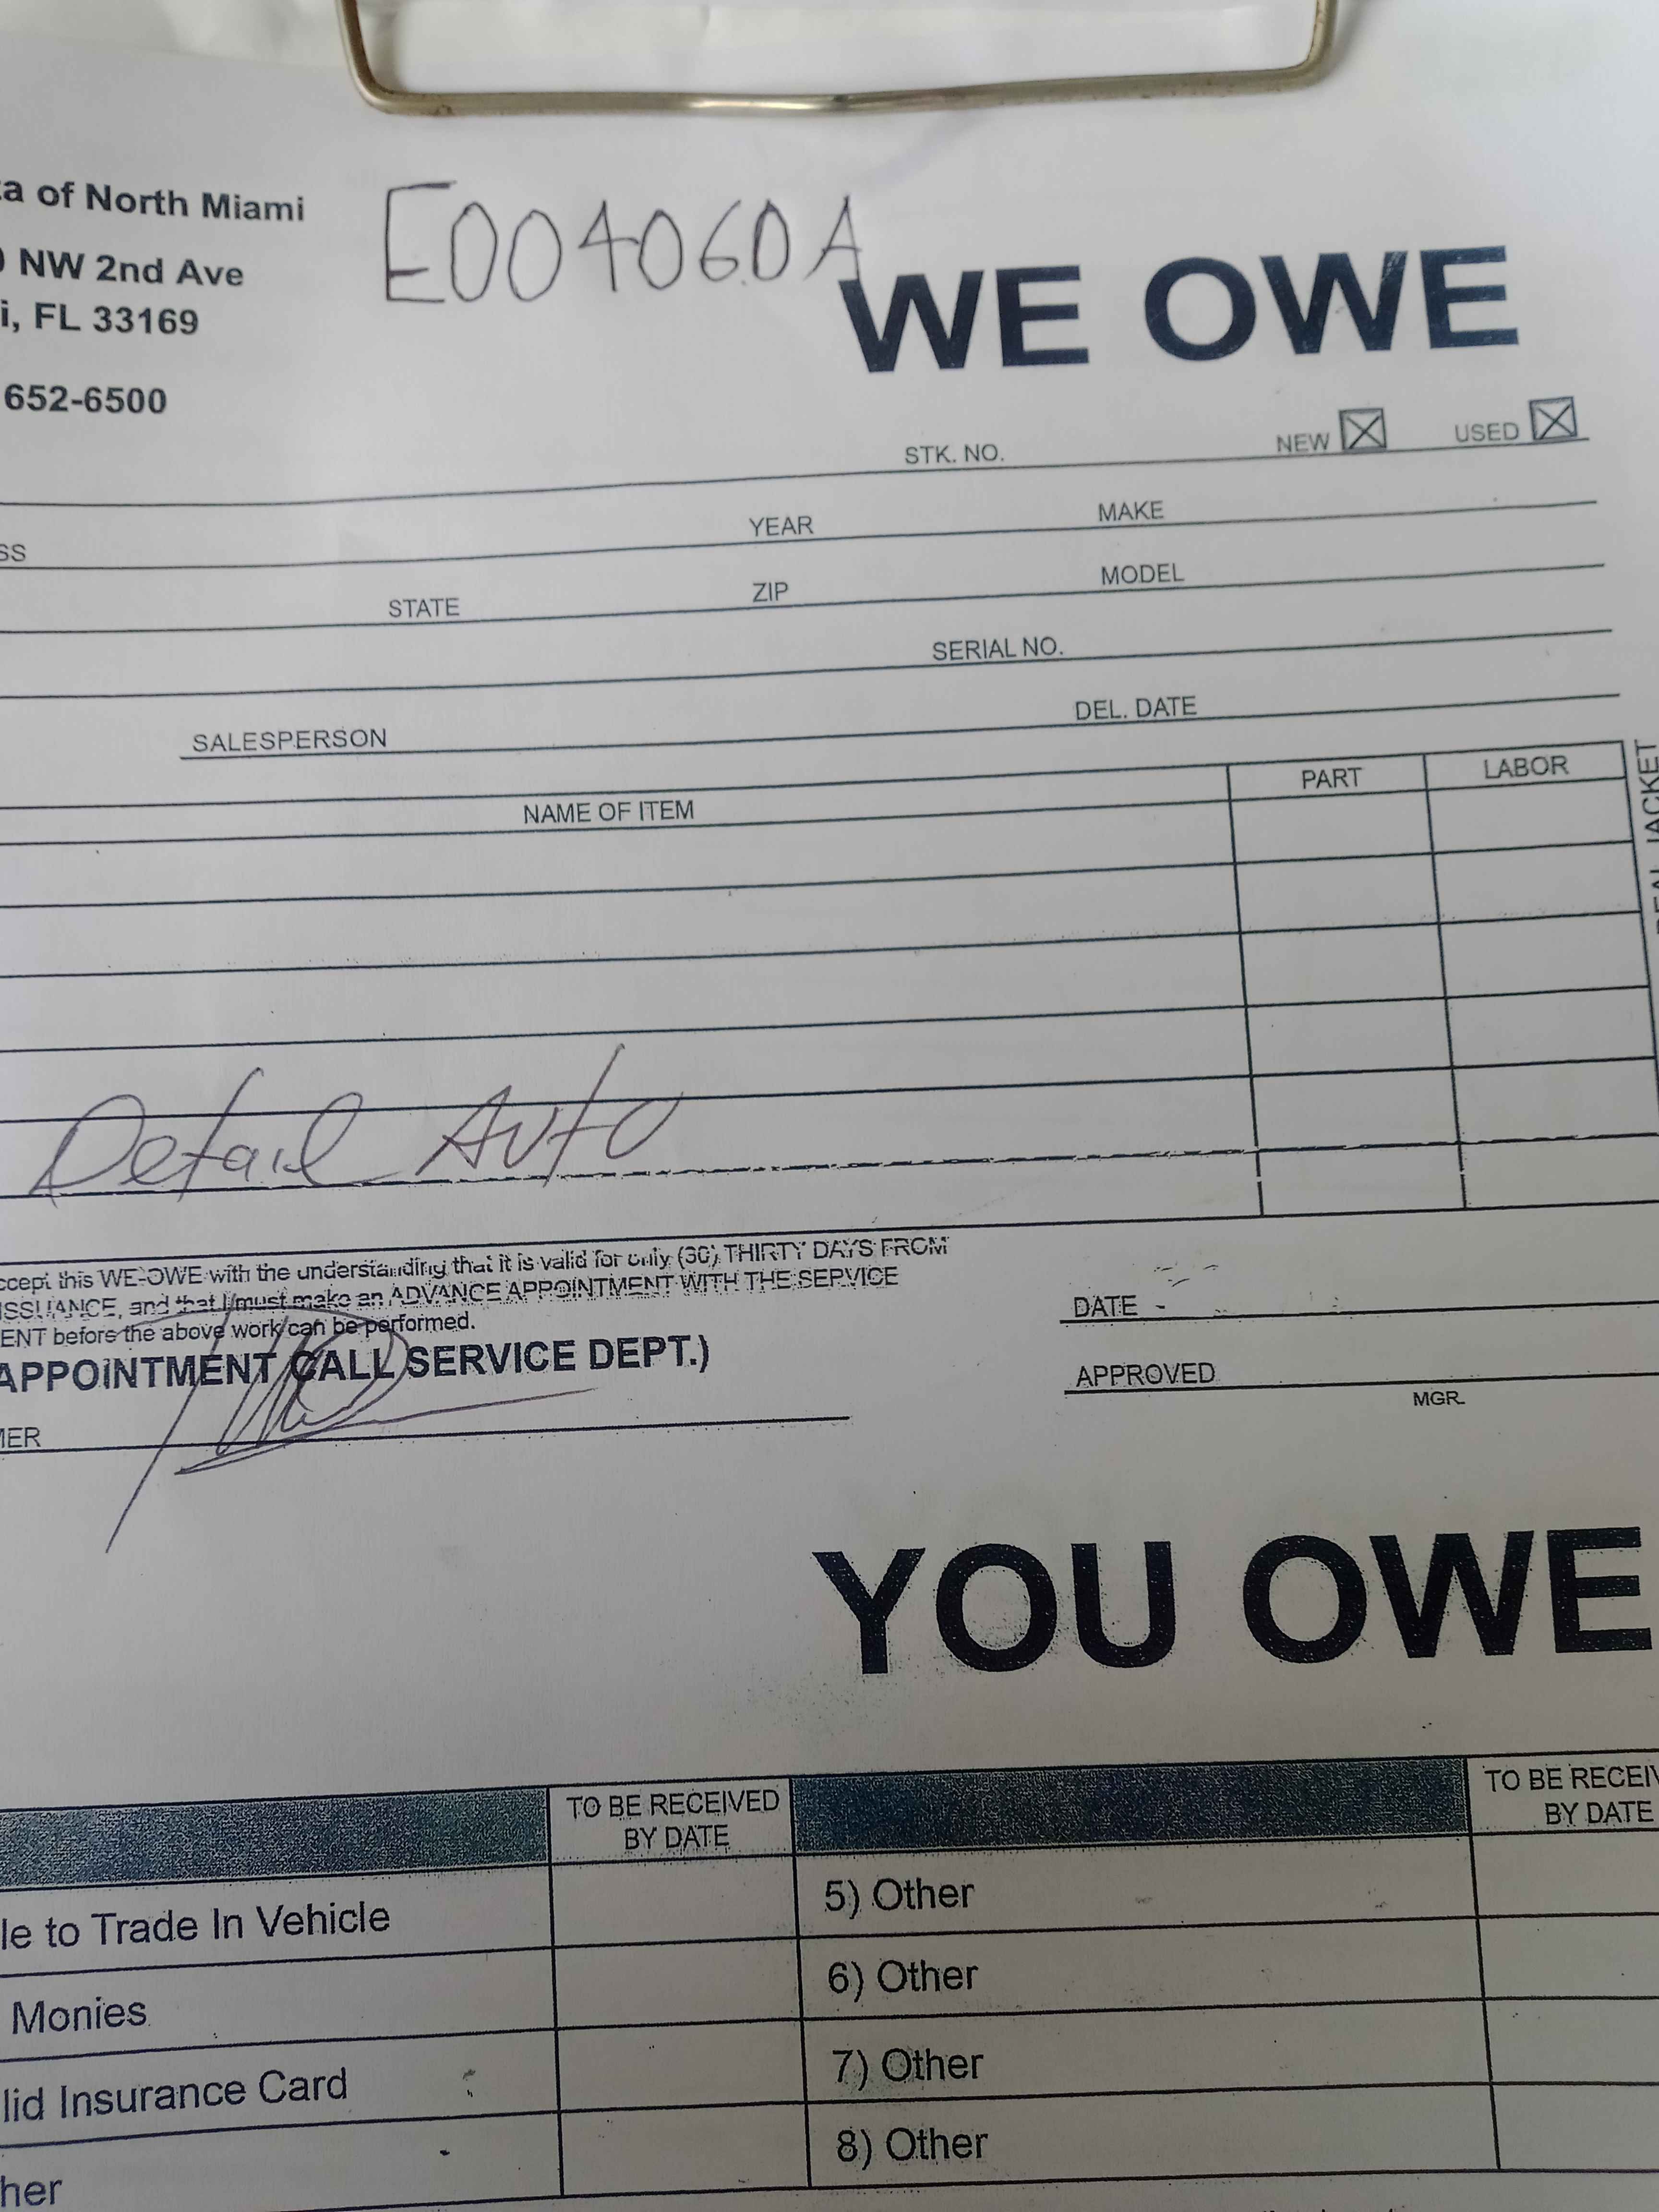 a of North Miami
E004060A
NW 2nd Ave
WE OWE
i, FL 33169
652-6500
STK. NO. NEW USED
SS YEAR MAKE
STATE ZIP MODEL
SERIAL NO.
SALESPERSON DEL. DATE
NAME OF ITEM PART LABOR
DEAL JACKET
Detail Auto
ccept this WE-OWE with the understanding that it is valid for only (30) THIRTY DAYS FROM
ISSUANCE, and that I must make an ADVANCE APPOINTMENT WITH THE SERVICE
ENT before the above work can be performed.
APPOINTMENT CALL SERVICE DEPT.)
DATE
APPROVED
MGR.
MER
YOU OWE
TO BE RECEIVED TO BE RECEIV
BY DATE BY DATE
le to Trade In Vehicle 5) Other
Monies 6) Other
lid Insurance Card 7) Other
her 8) Other